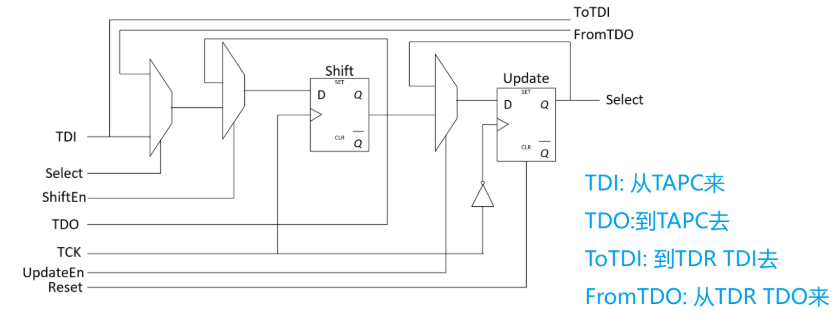 ToTDI
FromTDO
Shift
SET
D Q
CLR
Q
Update
SET
D Q
CLR
Q
Select
TDI
Select
ShiftEn
TDO
TCK
UpdateEn
Reset
TDI: 从TAPC来
TDO:到TAPC去
ToTDI: 到TDR TDI去
FromTDO: 从TDR TDO来